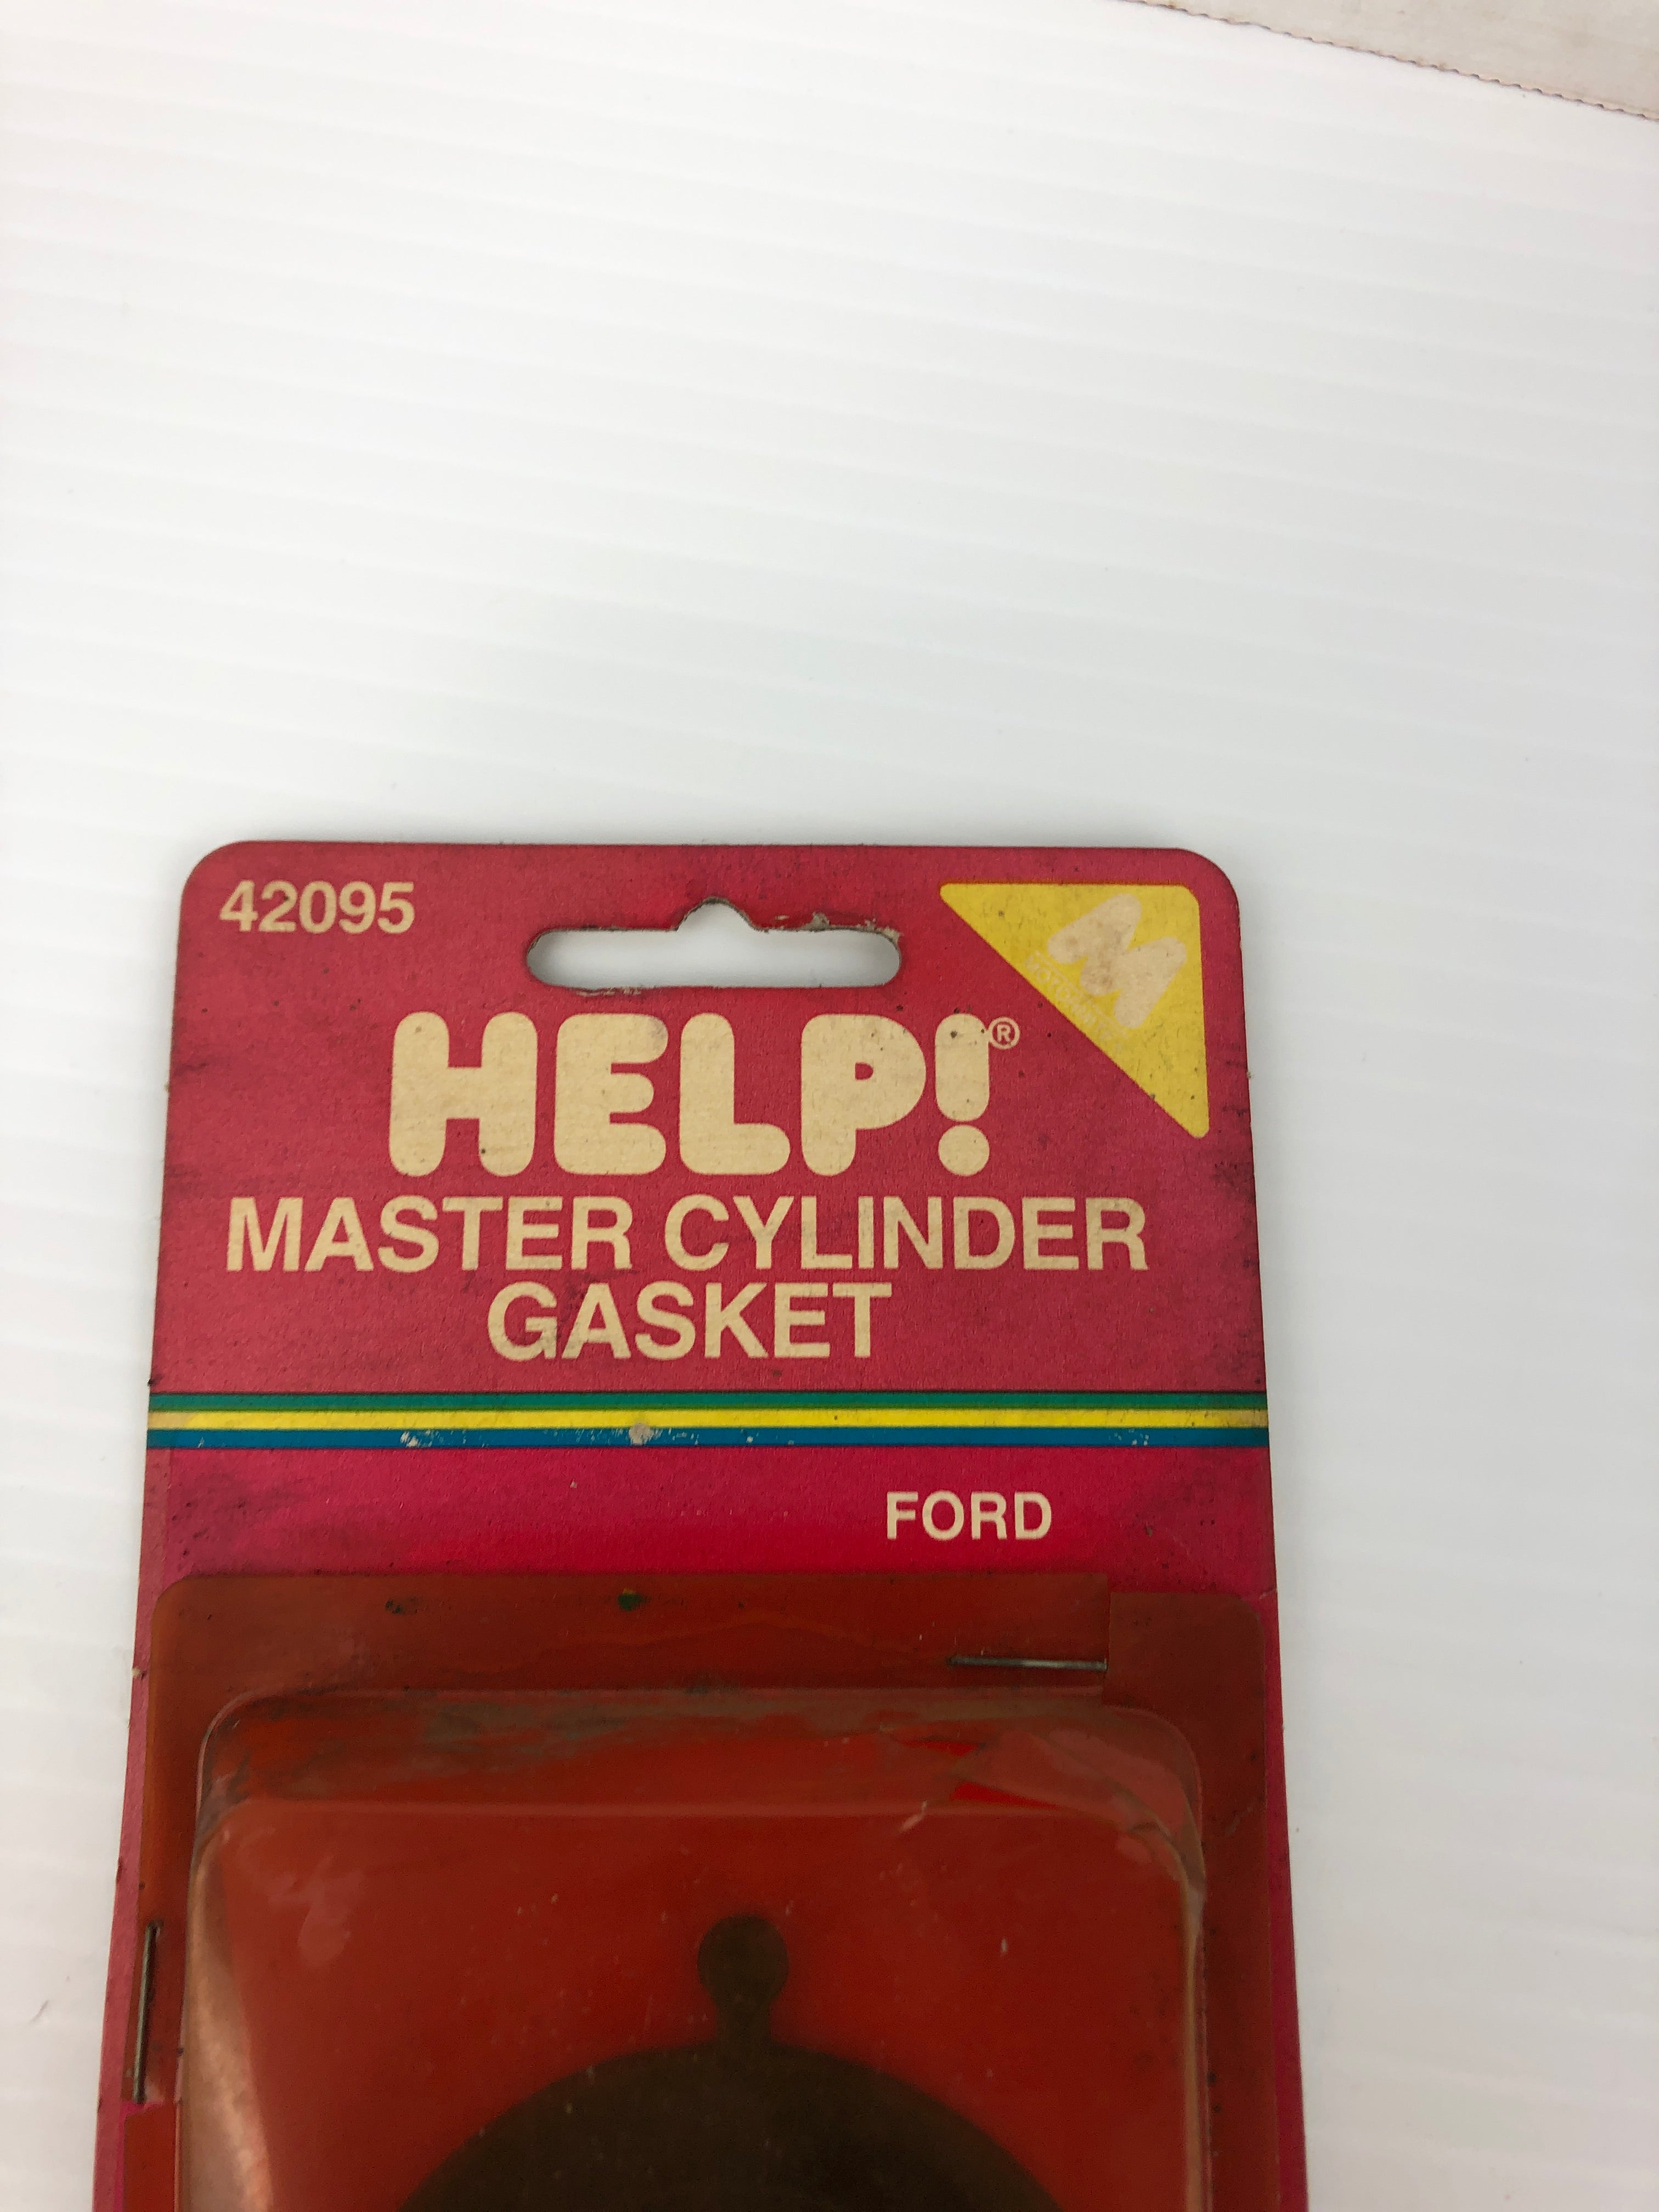 42095
M
HELP!®
MASTER CYLINDER
GASKET
FORD